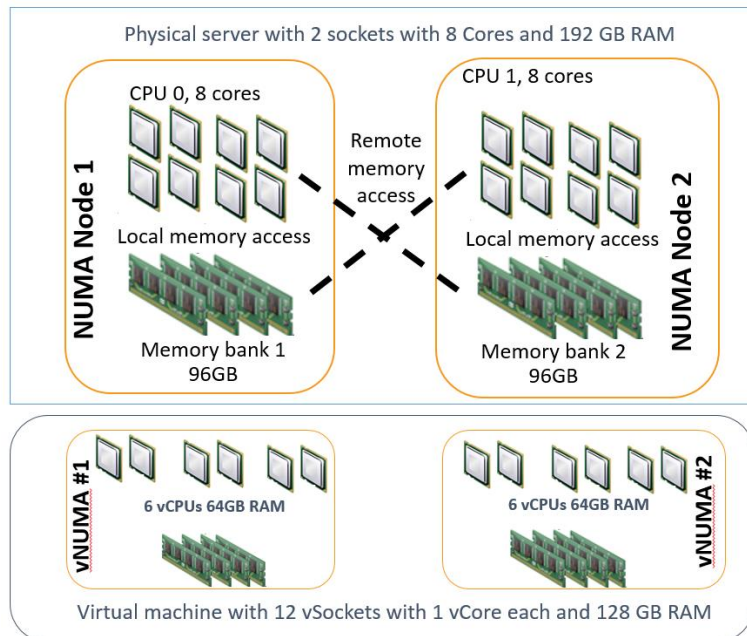 Physical server with 2 sockets with 8 Cores and 192 GB RAM
NUMA Node 1
CPU 0, 8 cores
Local memory access
Memory bank 1
96GB
Remote
memory
access
CPU 1, 8 cores
Local memory access
Memory bank 2
96GB
NUMA Node 2
vNUMA #1
6 vCPUs 64GB RAM
6 vCPUs 64GB RAM
vNUMA #2
Virtual machine with 12 vSockets with 1 vCore each and 128 GB RAM